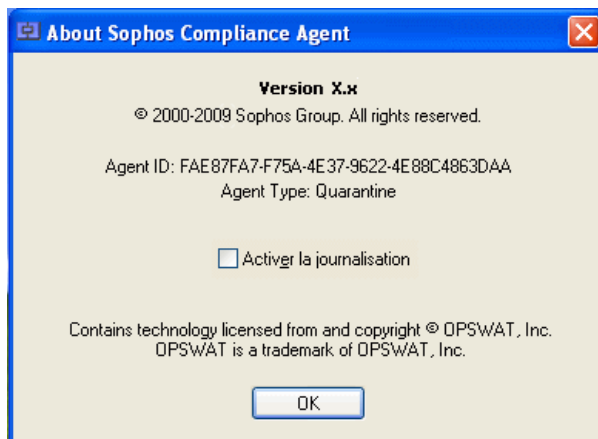 About Sophos Compliance Agent
Version X.x
© 2000-2009 Sophos Group. All rights reserved.
Agent ID: FAE87FA7-F75A-4E37-9622-4E88C4863DAA
Agent Type: Quarantine
Activer la journalisation
Contains technology licensed from and copyright © OPSWAT, Inc.
OPSWAT is a trademark of OPSWAT, Inc.
OK